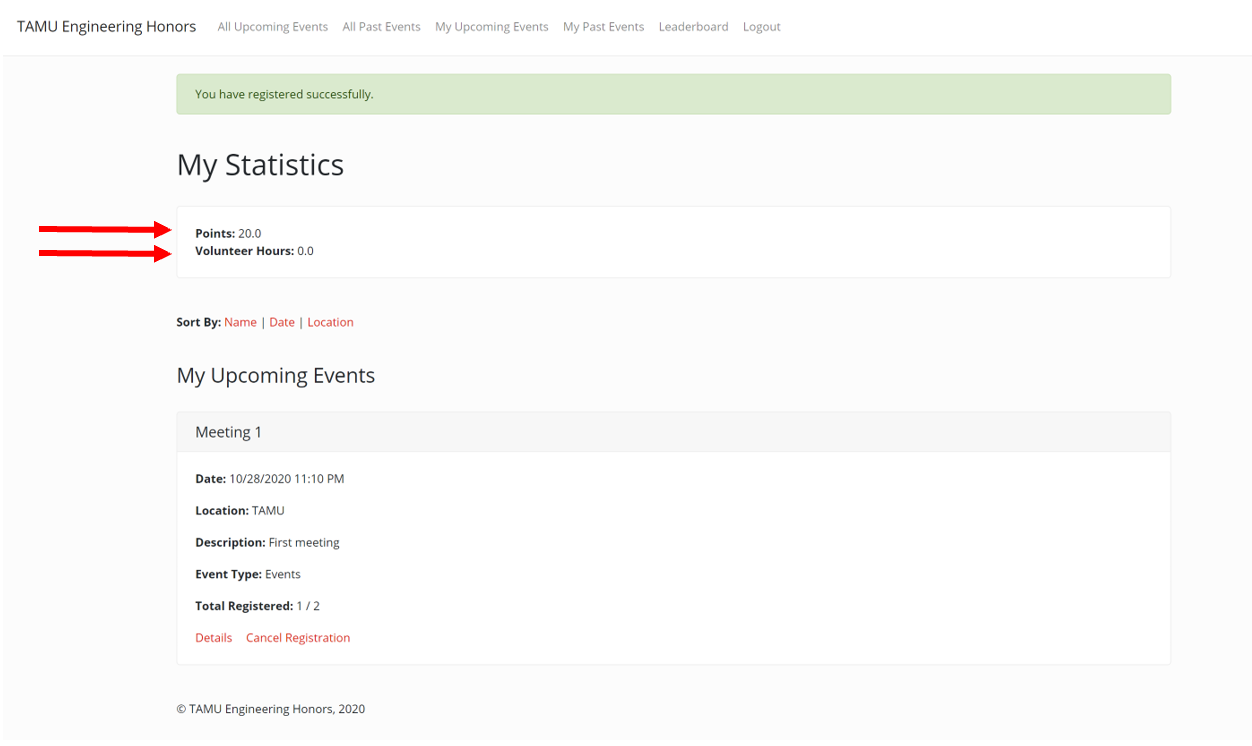 TAMU Engineering Honors All Upcoming Events All Past Events My Upcoming Events My Past Events Leaderboard Logout
You have registered successfully.
My Statistics
Points: 20.0
Volunteer Hours: 0.0
Sort By: Name | Date | Location
My Upcoming Events
Meeting 1
Date: 10/28/2020 11:10 PM
Location: TAMU
Description: First meeting
Event Type: Events
Total Registered: 1 / 2
Details Cancel Registration
© TAMU Engineering Honors, 2020